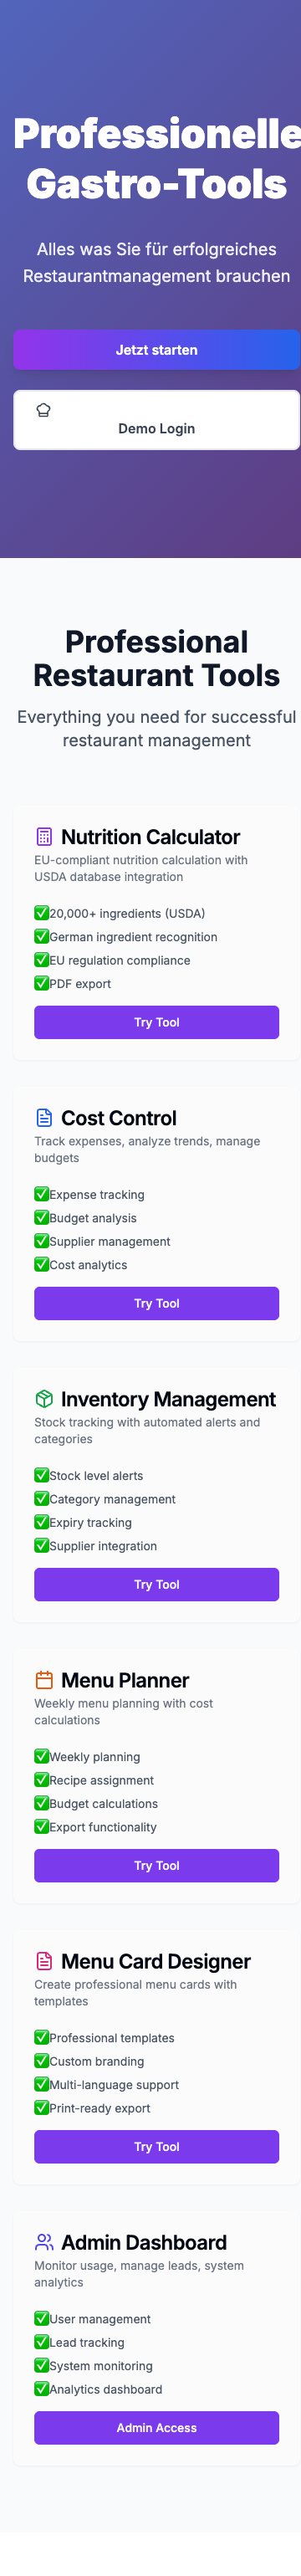 Professionelle
Gastro-Tools
Alles was Sie für erfolgreiches
Restaurantmanagement brauchen
Jetzt starten
Demo Login
Professional
Restaurant Tools
Everything you need for successful
restaurant management
Nutrition Calculator
EU-compliant nutrition calculation with
USDA database integration
✅20,000+ ingredients (USDA)
✅German ingredient recognition
✅EU regulation compliance
✅PDF export
Try Tool
Cost Control
Track expenses, analyze trends, manage
budgets
✅Expense tracking
✅Budget analysis
✅Supplier management
✅Cost analytics
Try Tool
Inventory Management
Stock tracking with automated alerts and
categories
✅Stock level alerts
✅Category management
✅Expiry tracking
✅Supplier integration
Try Tool
Menu Planner
Weekly menu planning with cost
calculations
✅Weekly planning
✅Recipe assignment
✅Budget calculations
✅Export functionality
Try Tool
Menu Card Designer
Create professional menu cards with
templates
✅Professional templates
✅Custom branding
✅Multi-language support
✅Print-ready export
Try Tool
Admin Dashboard
Monitor usage, manage leads, system
analytics
✅User management
✅Lead tracking
✅System monitoring
✅Analytics dashboard
Admin Access